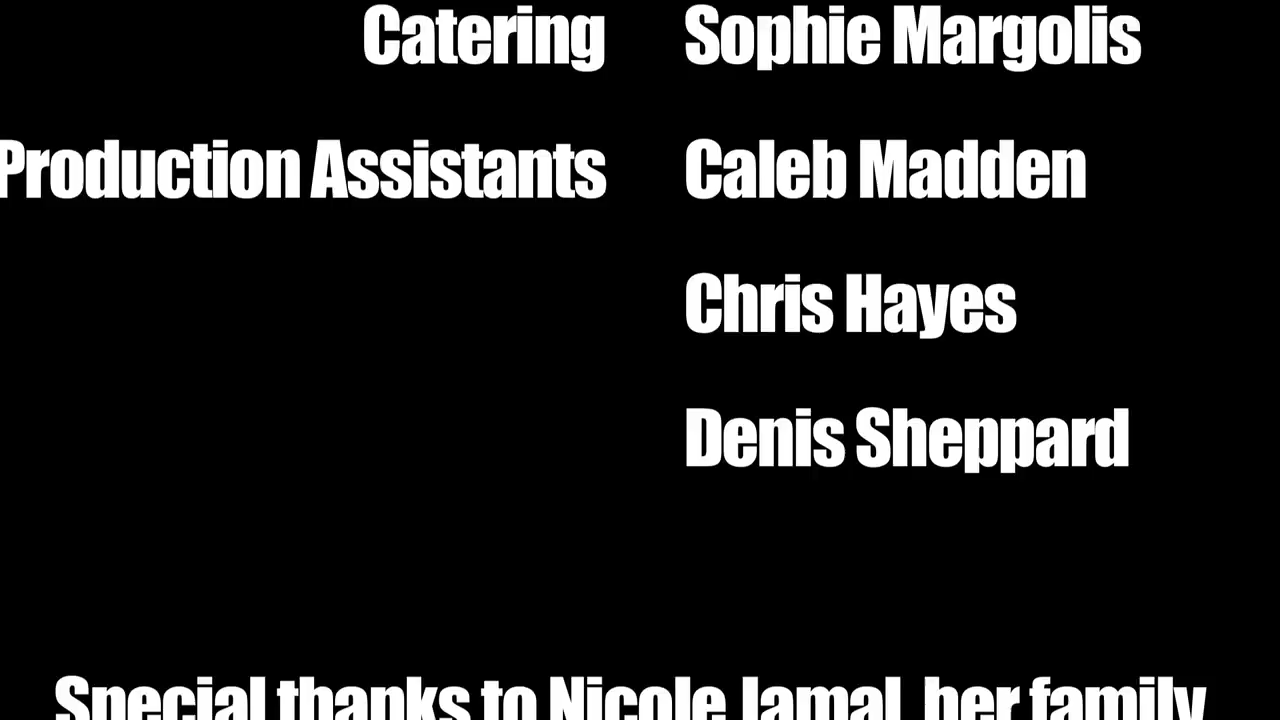 Catering Sophie Margolis
Production Assistants Caleb Madden
Chris Hayes
Denis Sheppard
Special thanks to Nicole Jamal, her family